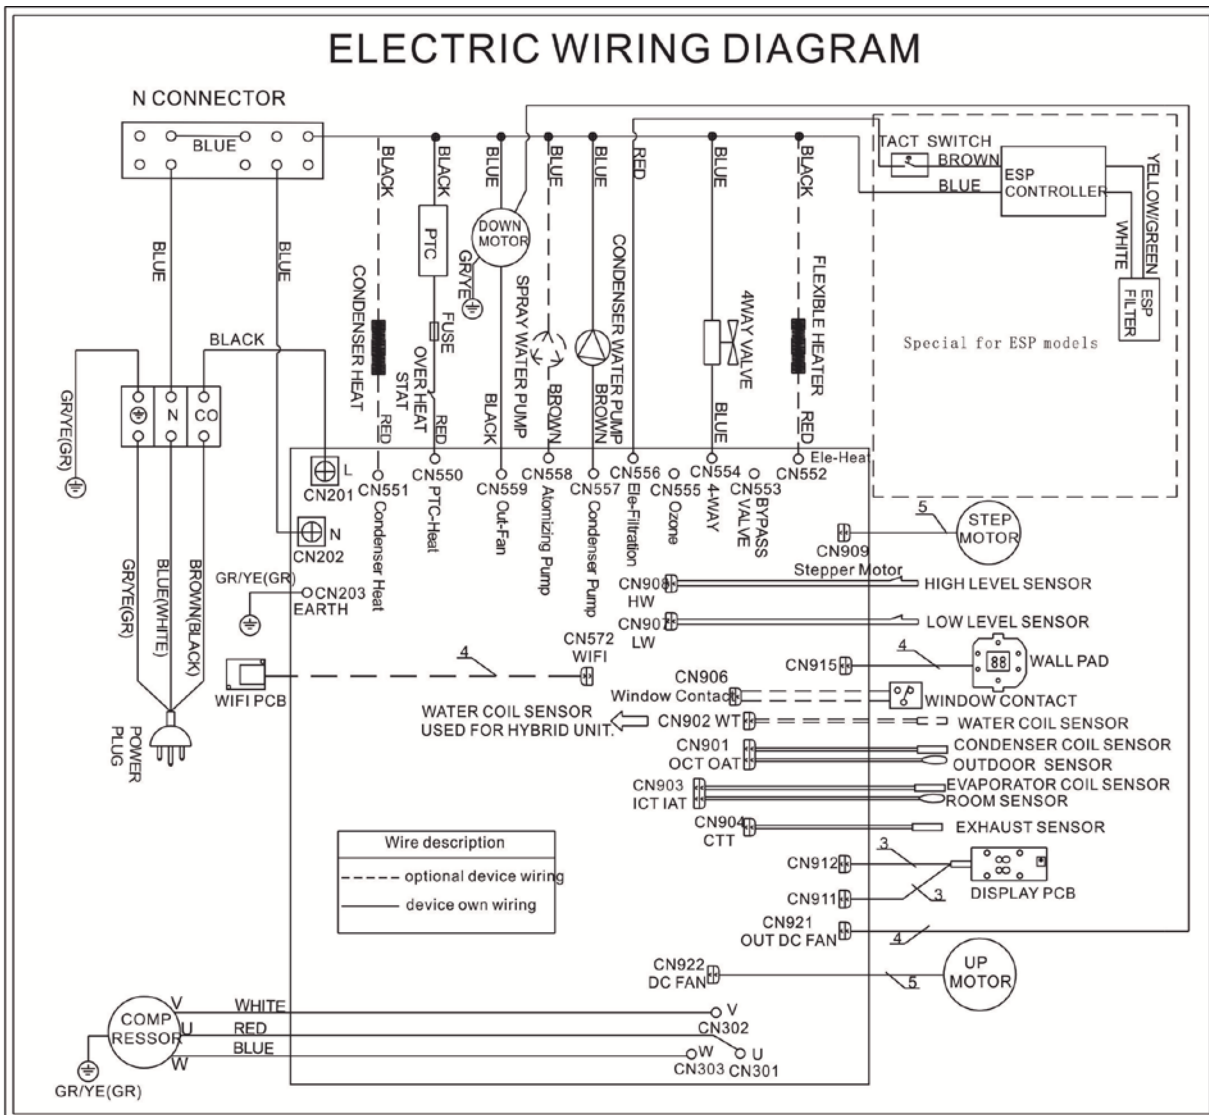 ELECTRIC WIRING DIAGRAM
N CONNECTOR
BLUE
BLUE
BLUE
BLACK
BLACK
BLUE
BLUE
BLUE
RED
BLUE
BLACK
TACT SWITCH
BROWN
BLUE
ESP
CONTROLLER
YELLOW/GREEN
WHITE
ESP
FILTER
Special for ESP models
PTC
DOWN
MOTOR
GR/YE
CONDENSER HEAT
FUSE
OVER HEAT
STAT
SPRAY WATER PUMP
CONDENSER WATER PUMP
4WAY VALVE
FLEXIBLE HEATER
BLACK
GR/YE(GR)
N
CO
RED
RED
BLACK
BROWN
BROWN
BLUE
RED
L
CN201
N
CN202
GR/YE(GR)
CN203
EARTH
CN551
Condenser Heat
CN550
PTC-Heat
CN559
Out-Fan
CN558
Atomizing Pump
CN557
Condenser Pump
CN556
Ele-Filtration
CN555
Ozone
CN554
4-WAY
CN553
BYPASS
VALVE
CN552
Ele-Heat
GR/YE(GR)
BLUE(WHITE)
BROWN(BLACK)
POWER
PLUG
WIFI PCB
4
CN572
WIFI
CN909
Stepper Motor
5
STEP
MOTOR
CN908
HW
HIGH LEVEL SENSOR
CN907
LW
LOW LEVEL SENSOR
CN915
4
88
WALL PAD
CN906
Window Contact
WINDOW CONTACT
WATER COIL SENSOR
USED FOR HYBRID UNIT.
CN902 WT
WATER COIL SENSOR
CN901
OCT OAT
CONDENSER COIL SENSOR
OUTDOOR SENSOR
CN903
ICT IAT
EVAPORATOR COIL SENSOR
ROOM SENSOR
CN904
CTT
EXHAUST SENSOR
CN912
3
CN911
3
DISPLAY PCB
CN921
OUT DC FAN
4
CN922
DC FAN
5
UP
MOTOR
Wire description
optional device wiring
device own wiring
COMP
RESSOR
V
WHITE
U
RED
W
BLUE
GR/YE(GR)
V
CN302
W
CN303
U
CN301